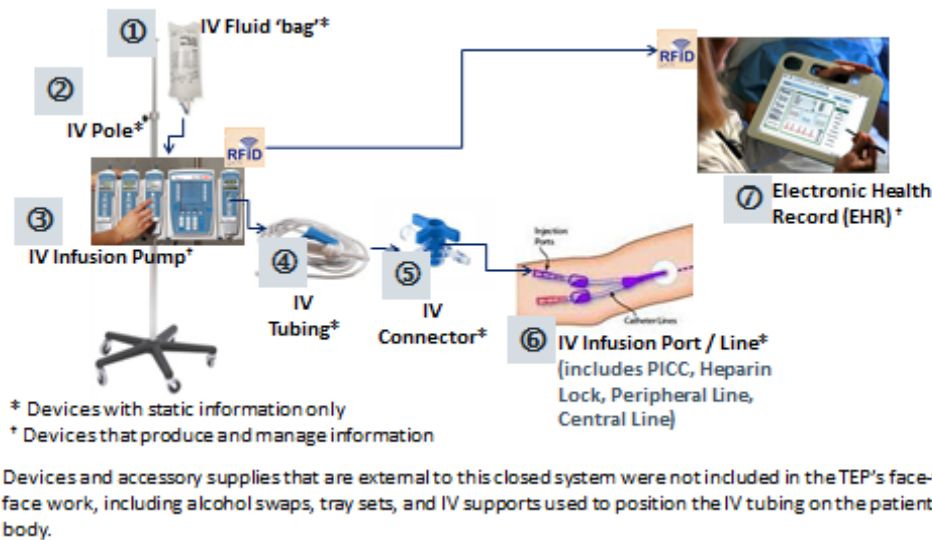 ①
IV Fluid 'bag'*
②
IV Pole*
RFID
RFID
③
IV Infusion Pump⁺
④
IV
Tubing*
⑤
IV
Connector*
Injection
Ports
Catheter Lines
⑥
IV Infusion Port / Line*
(includes PICC, Heparin
Lock, Peripheral Line,
Central Line)
⑦
Electronic Health
Record (EHR) ⁺
* Devices with static information only
⁺ Devices that produce and manage information
Devices and accessory supplies that are external to this closed system were not included in the TEP's face-
face work, including alcohol swaps, tray sets, and IV supports used to position the IV tubing on the patient
body.